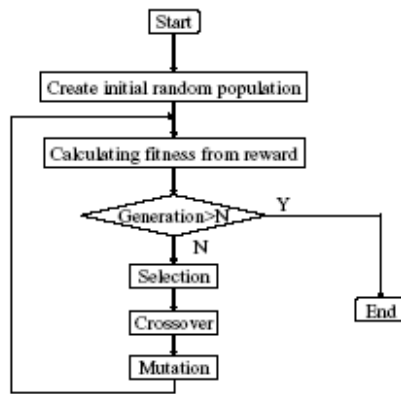 Start
Create initial random population
Calculating fitness from reward
Generation>N
Y
N
Selection
Crossover
End
Mutation